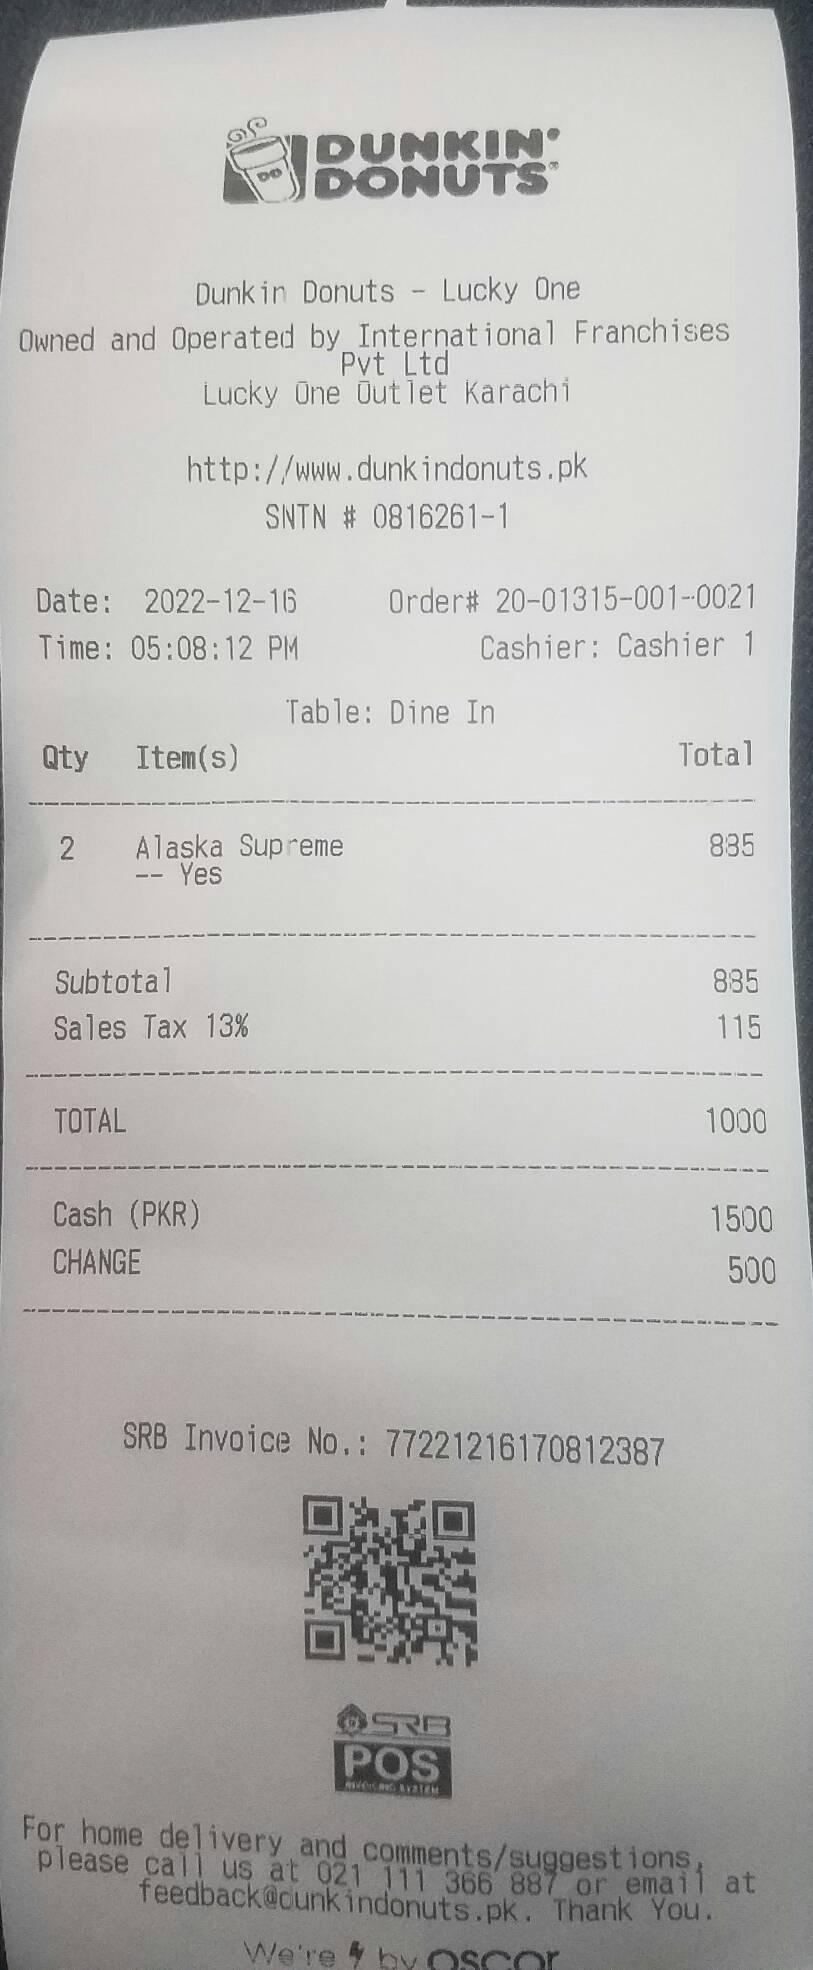 DUNKIN'
DONUTS
Dunkin Donuts - Lucky One
Owned and Operated by International Franchises
Pvt Ltd
Lucky One Outlet Karachi
http://www.dunkindonuts.pk
SNTN # 0816261-1
Date: 2022-12-16 Order# 20-01315-001-0021
Time: 05:08:12 PM Cashier: Cashier 1
Table: Dine In
Qty Item(s) Total
2 Alaska Supreme 885
-- Yes
Subtotal 885
Sales Tax 13% 115
TOTAL 1000
Cash (PKR) 1500
CHANGE 500
SRB Invoice No.: 77221216170812387
SRB
POS
INVOICING SYSTEM
For home delivery and comments/suggestions,
please call us at 021 111 366 887 or email at
feedback@dunkindonuts.pk. Thank You.
We're by oscar